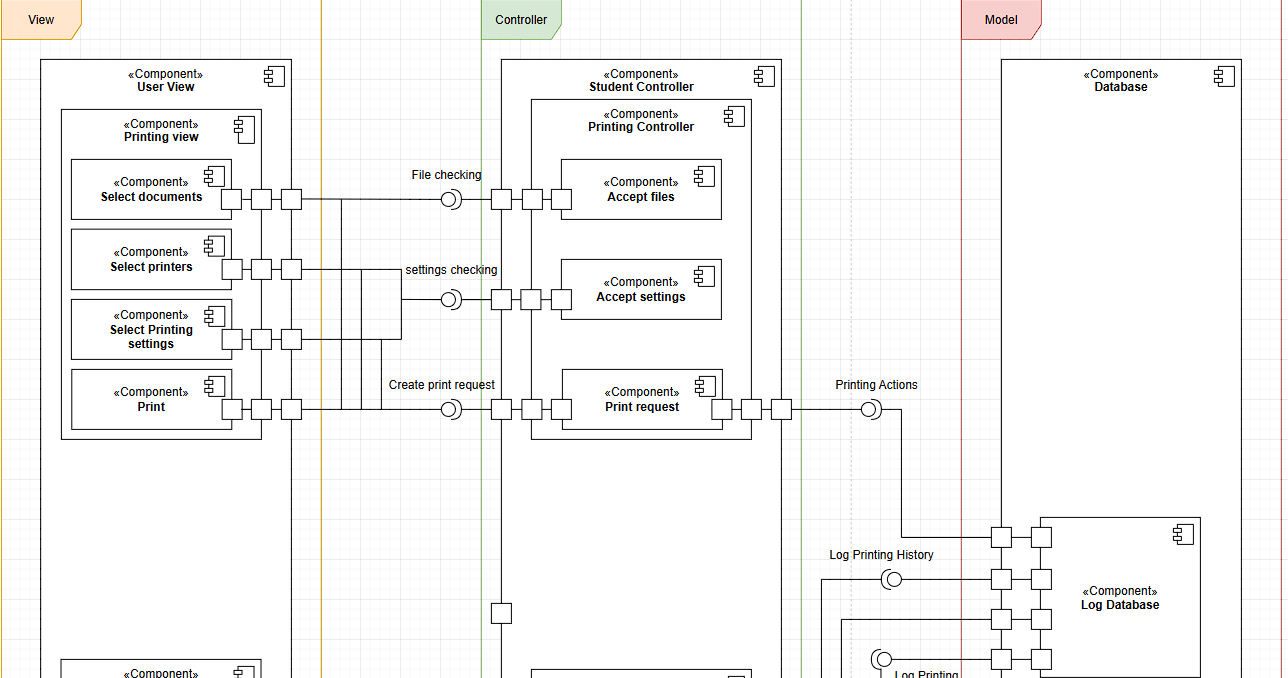 View
Controller
Model
«Component»
User View
«Component»
Printing view
«Component»
Select documents
«Component»
Select printers
«Component»
Select Printing
settings
«Component»
Print
«Component»
File checking
settings checking
Create print request
«Component»
Student Controller
«Component»
Printing Controller
«Component»
Accept files
«Component»
Accept settings
«Component»
Print request
Printing Actions
Log Printing History
Log Printing
«Component»
Database
«Component»
Log Database